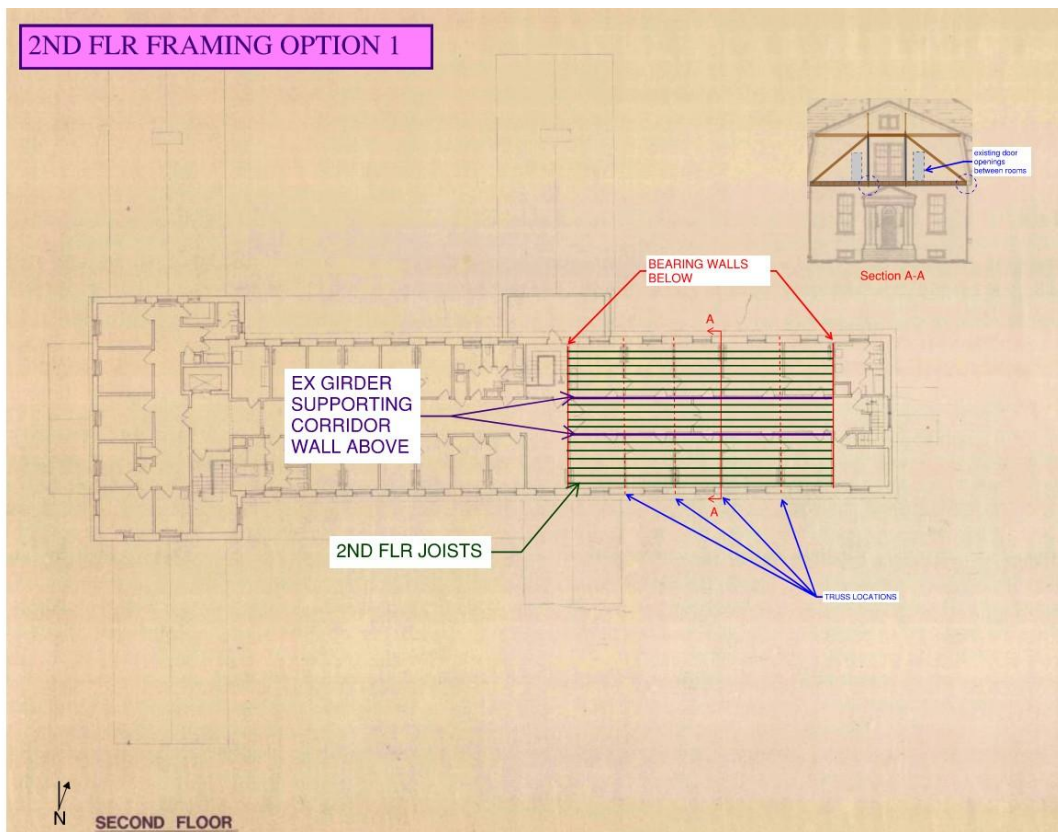 2ND FLR FRAMING OPTION 1
existing door
openings
between rooms
Section A-A
BEARING WALLS
BELOW
A
EX GIRDER
SUPPORTING
CORRIDOR
WALL ABOVE
A
2ND FLR JOISTS
TRUSS LOCATIONS
N
SECOND FLOOR